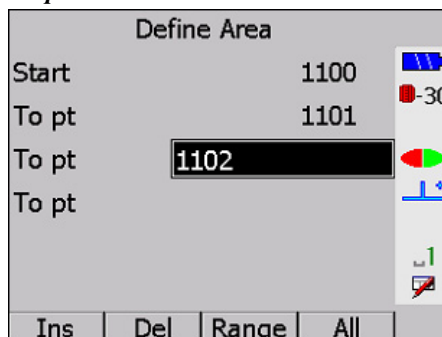 Define Area
Start 1100
-30
To pt 1101
To pt 1102
To pt
1
Ins Del Range All